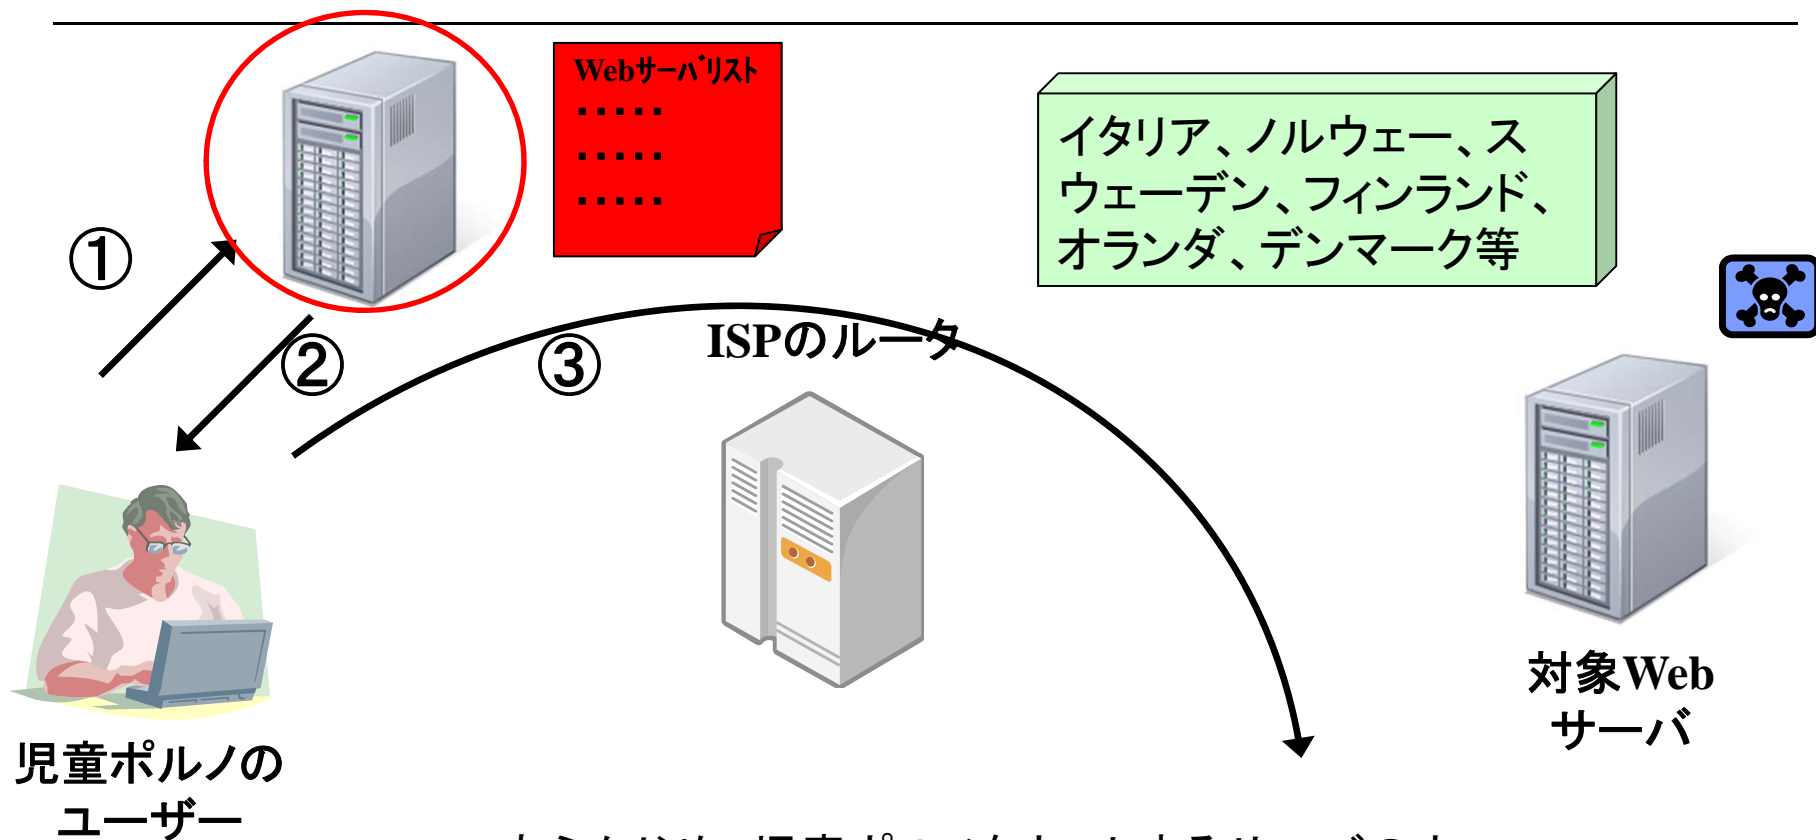 Webサーバリスト
・・・・・
・・・・・
・・・・・
イタリア、ノルウェー、ス
ウェーデン、フィンランド、
オランダ、デンマーク等
①
②
③
ISPのルータ
対象Web
サーバ
児童ポルノの
ユーザー